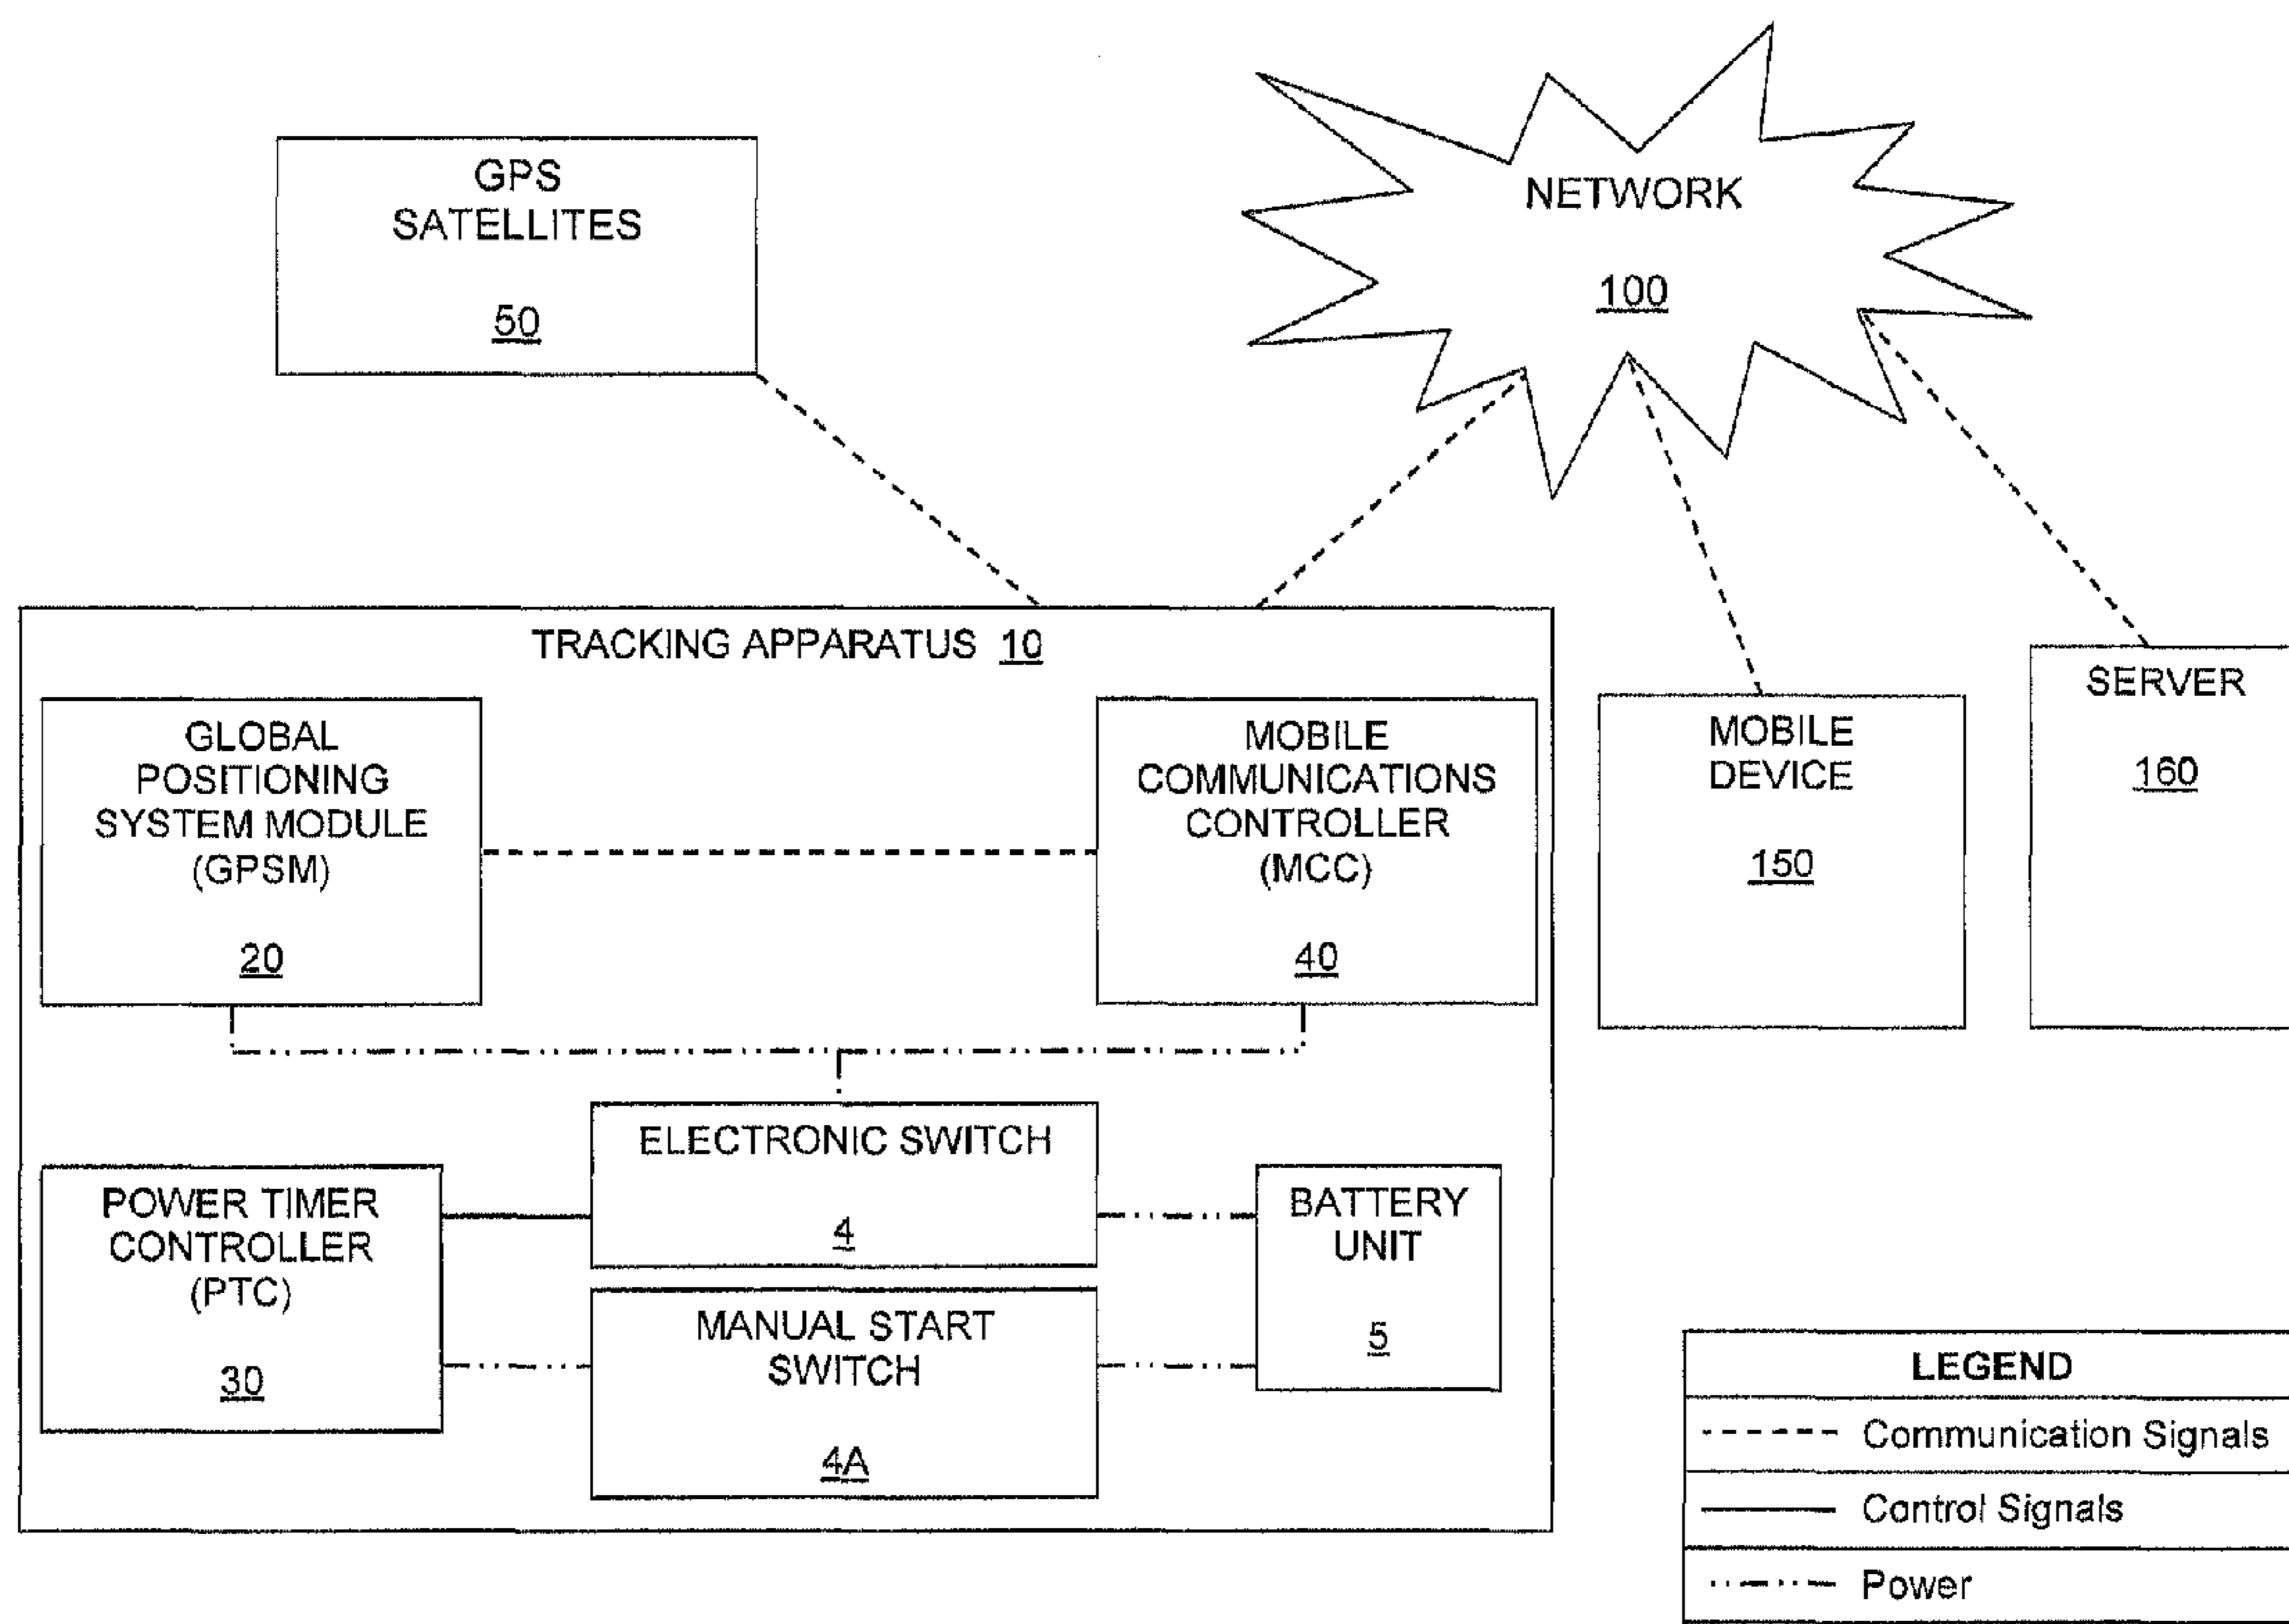 GPS
SATELLITES
50
NETWORK
100
TRACKING APPARATUS 10
GLOBAL
POSITIONING
SYSTEM MODULE
(GPSM)
20
MOBILE
COMMUNICATIONS
CONTROLLER
(MCC)
40
MOBILE
DEVICE
150
SERVER
160
ELECTRONIC SWITCH
4
POWER TIMER
CONTROLLER
(PTC)
30
MANUAL START
SWITCH
4A
BATTERY
UNIT
5
LEGEND
Communication Signals
Control Signals
Power